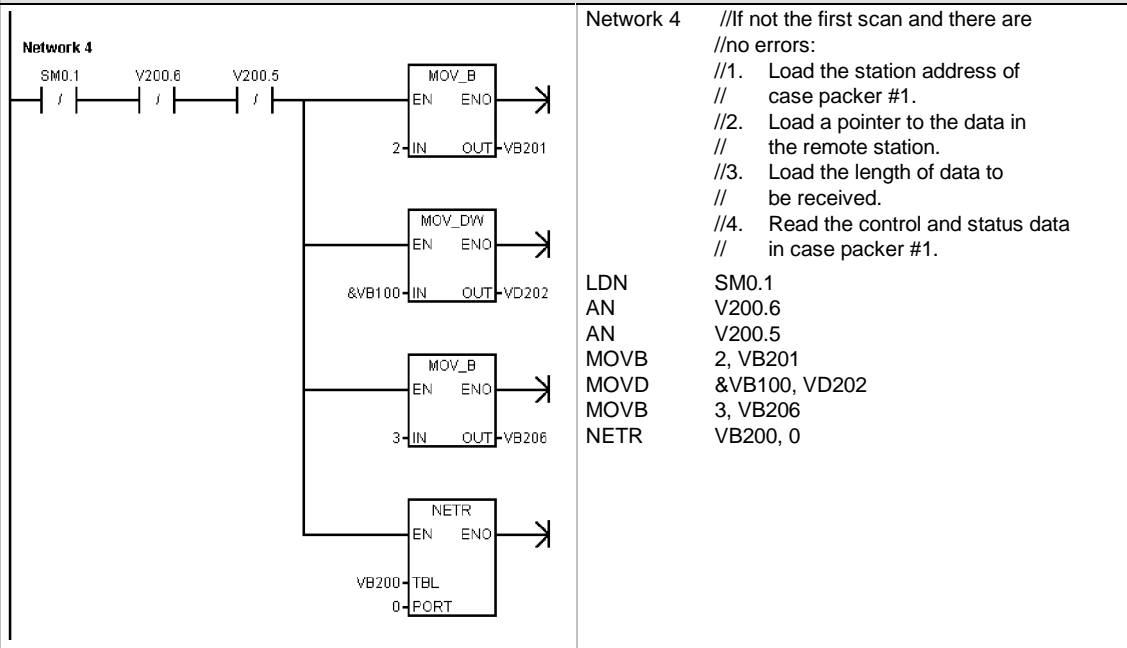 Network 4
SM0.1 V200.6 V200.5
/ / /
MOV_B
EN ENO
2 IN OUT VB201
MOV_DW
EN ENO
&VB100 IN OUT VD202
MOV_B
EN ENO
3 IN OUT VB206
NETR
EN ENO
VB200 TBL
0 PORT
Network 4 //If not the first scan and there are
//no errors:
//1. Load the station address of
// case packer #1.
//2. Load a pointer to the data in
// the remote station.
//3. Load the length of data to
// be received.
//4. Read the control and status data
// in case packer #1.
LDN SM0.1
AN V200.6
AN V200.5
MOVB 2, VB201
MOVD &VB100, VD202
MOVB 3, VB206
NETR VB200, 0